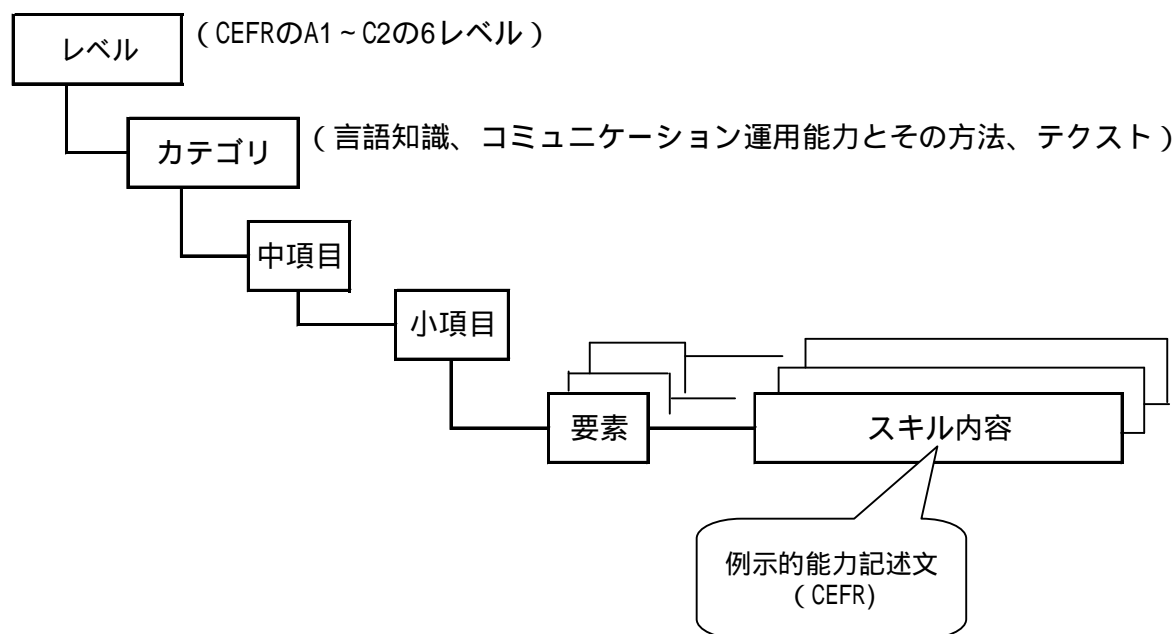 レベル
（CEFRのA1～C2の6レベル）
カテゴリ
（言語知識、コミュニケーション運用能力とその方法、テクスト）
中項目
小項目
要素
スキル内容
例示的能力記述文
（CEFR)